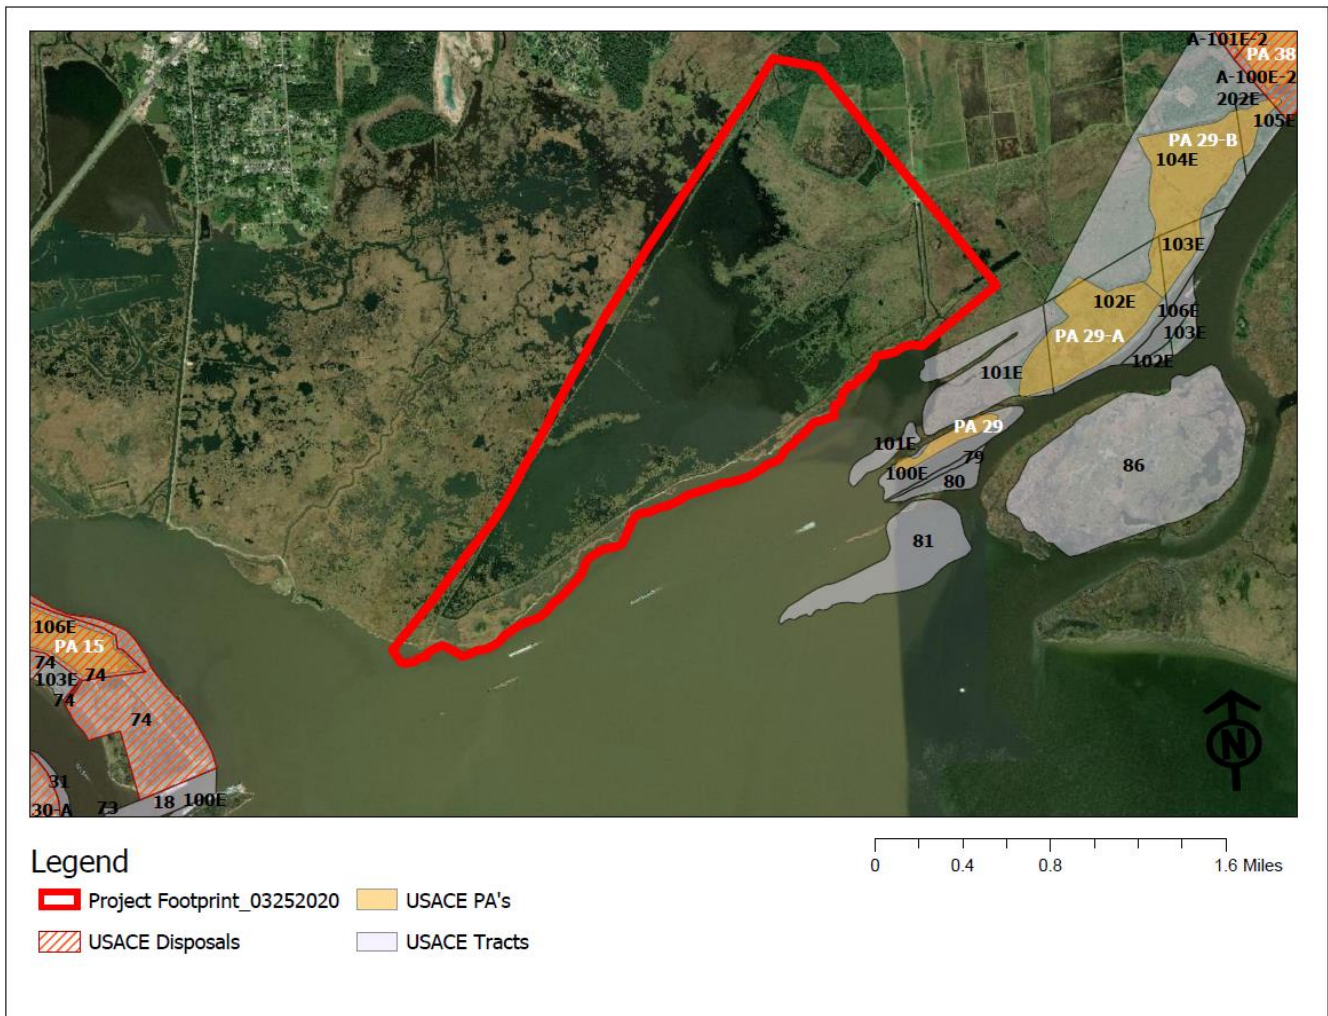 A-101E-2
PA 38
A-100E-2
202E
105E
PA 29-B
104E
103E
102E
106E
PA 29-A
103E
102E
101E
PA 29
101E
79
100E
80
86
81
106E
PA 15
74
74
103E
74
74
31
30-A
73
18
100E
N
Legend
0 0.4 0.8 1.6 Miles
Project Footprint_03252020
USACE PA's
USACE Disposals
USACE Tracts